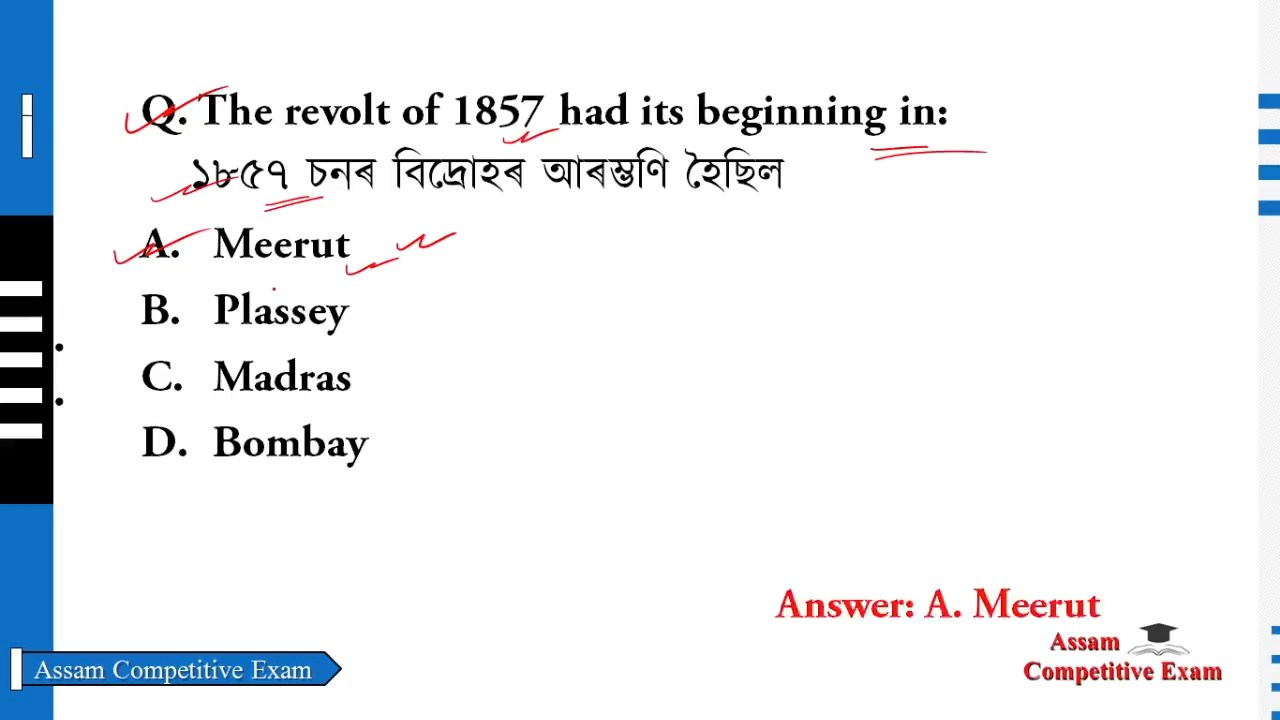 Q. The revolt of 1857 had its beginning in:
১৮৫৭ চনৰ বিদ্ৰোহৰ আৰম্ভণি হৈছিল
A. Meerut
B. Plassey
C. Madras
D. Bombay
Answer: A. Meerut
Assam
Competitive Exam
Assam Competitive Exam